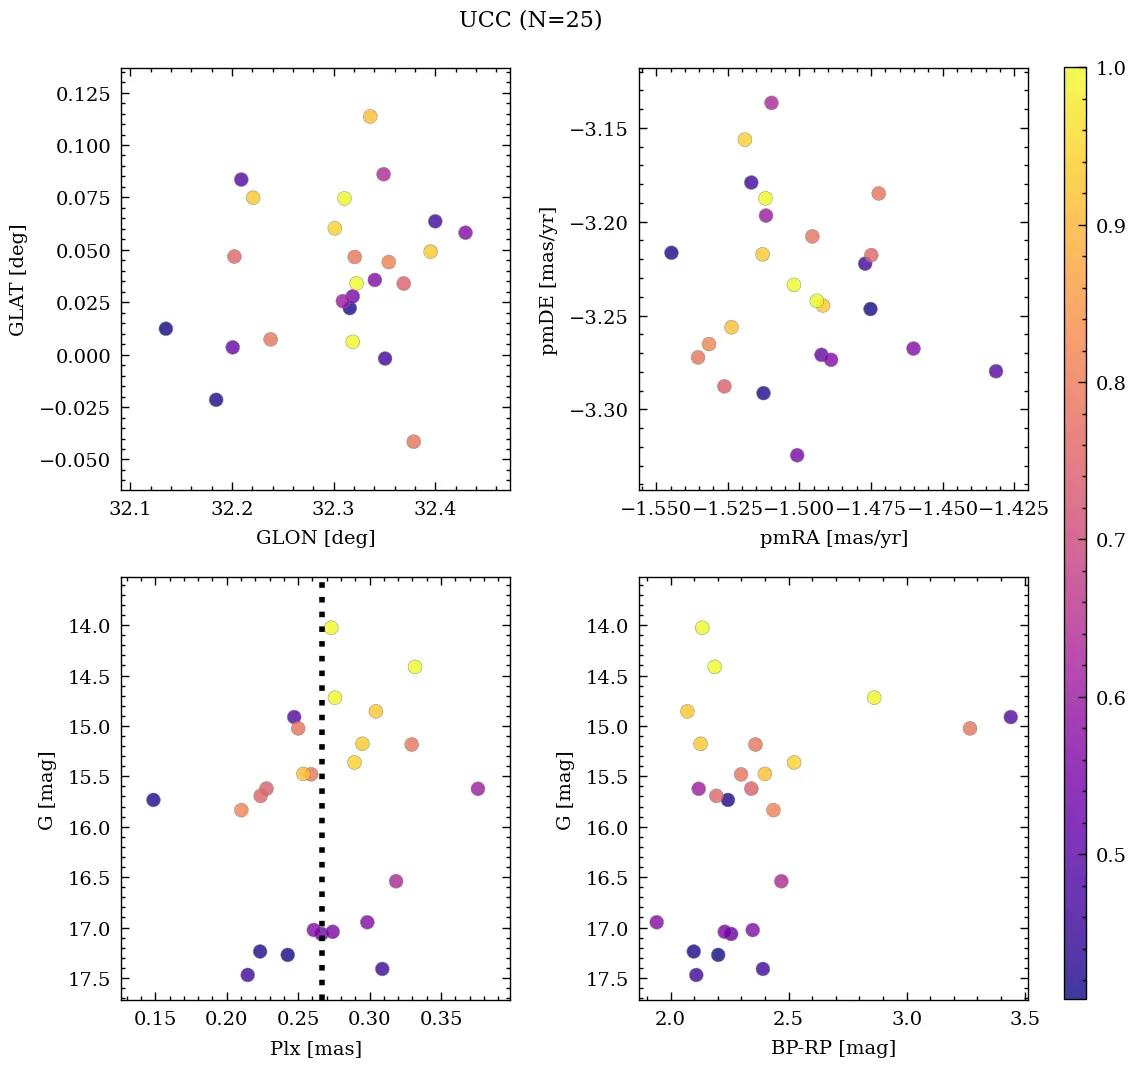 UCC (N=25)
0.125
0.100
0.075
0.050
0.025
0.000
−0.025
−0.050
GLAT [deg]
32.1 32.2 32.3 32.4
GLON [deg]
−3.15
−3.20
−3.25
−3.30
pmDE [mas/yr]
−1.550 −1.525 −1.500 −1.475 −1.450 −1.425
pmRA [mas/yr]
1.0
0.9
0.8
0.7
0.6
0.5
14.0
14.5
15.0
15.5
16.0
16.5
17.0
17.5
G [mag]
0.15 0.20 0.25 0.30 0.35
Plx [mas]
14.0
14.5
15.0
15.5
16.0
16.5
17.0
17.5
G [mag]
2.0 2.5 3.0 3.5
BP-RP [mag]